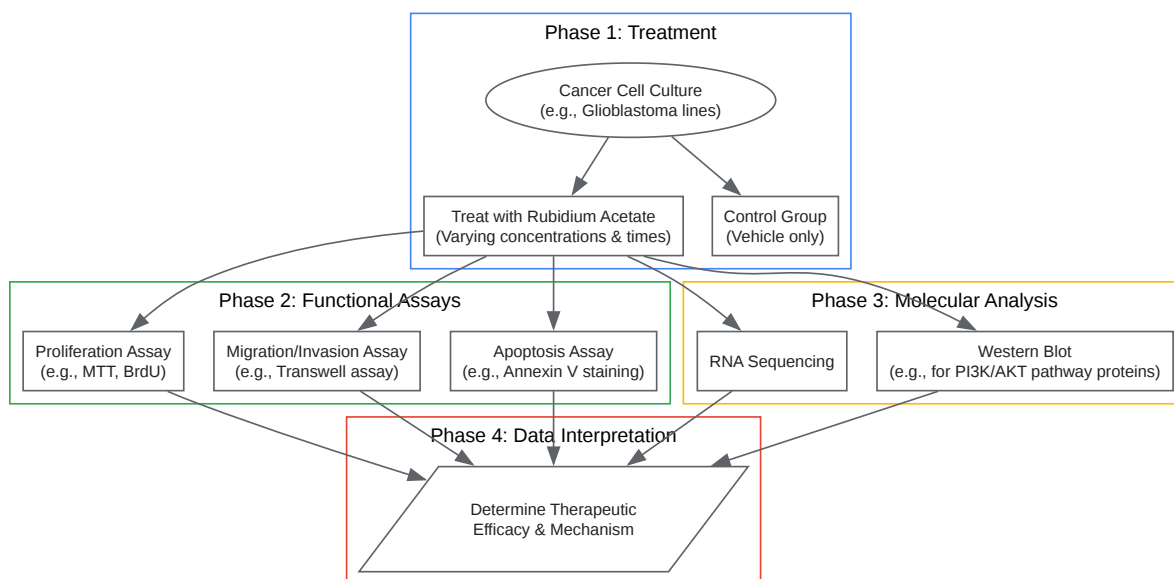 Phase 1: Treatment
Cancer Cell Culture
(e.g., Glioblastoma lines)
Treat with Rubidium Acetate
(Varying concentrations & times)
Control Group
(Vehicle only)
Phase 2: Functional Assays
Proliferation Assay
(e.g., MTT, BrdU)
Migration/Invasion Assay
(e.g., Transwell assay)
Apoptosis Assay
(e.g., Annexin V staining)
Phase 3: Molecular Analysis
RNA Sequencing
Western Blot
(e.g., for PI3K/AKT pathway proteins)
Phase 4: Data Interpretation
Determine Therapeutic
Efficacy & Mechanism